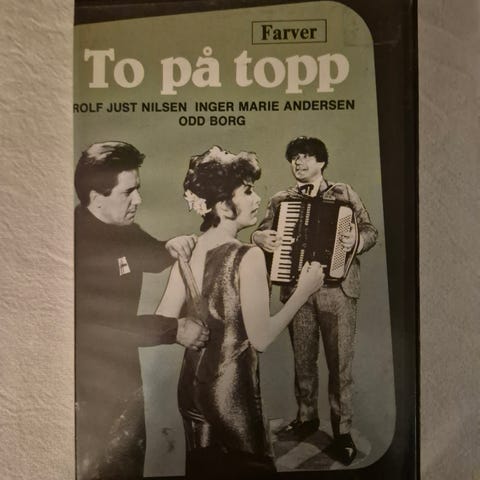 Farver
To på topp
ROLF JUST NILSEN INGER MARIE ANDERSEN
ODD BORG